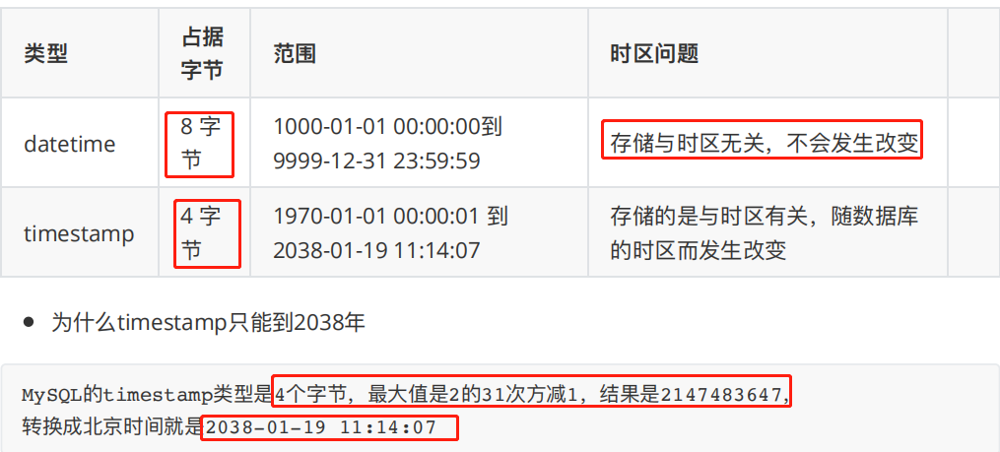 类型
占据
字节
范围
时区问题
datetime
8 字
节
1000-01-01 00:00:00到
9999-12-31 23:59:59
存储与时区无关，不会发生改变
timestamp
4 字
节
1970-01-01 00:00:01 到
2038-01-19 11:14:07
存储的是与时区有关，随数据库
的时区而发生改变
为什么timestamp只能到2038年
MySQL的timestamp类型是4个字节，最大值是2的31次方减1，结果是2147483647，
转换成北京时间就是2038-01-19 11:14:07